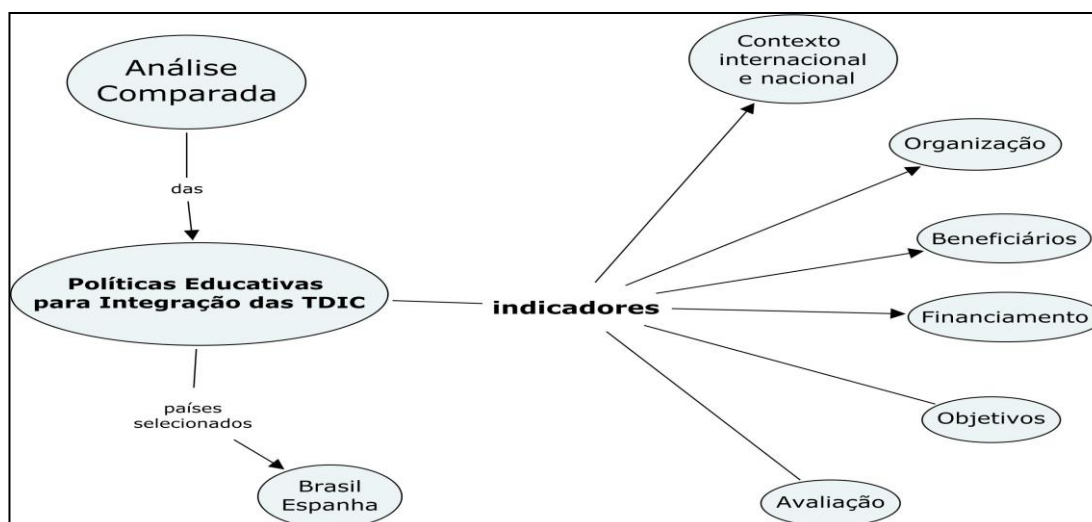 Análise
Comparada
das
Políticas Educativas
para Integração das TDIC
países
selecionados
Brasil
Espanha
indicadores
Contexto
internacional
e nacional
Organização
Beneficiários
Financiamento
Objetivos
Avaliação